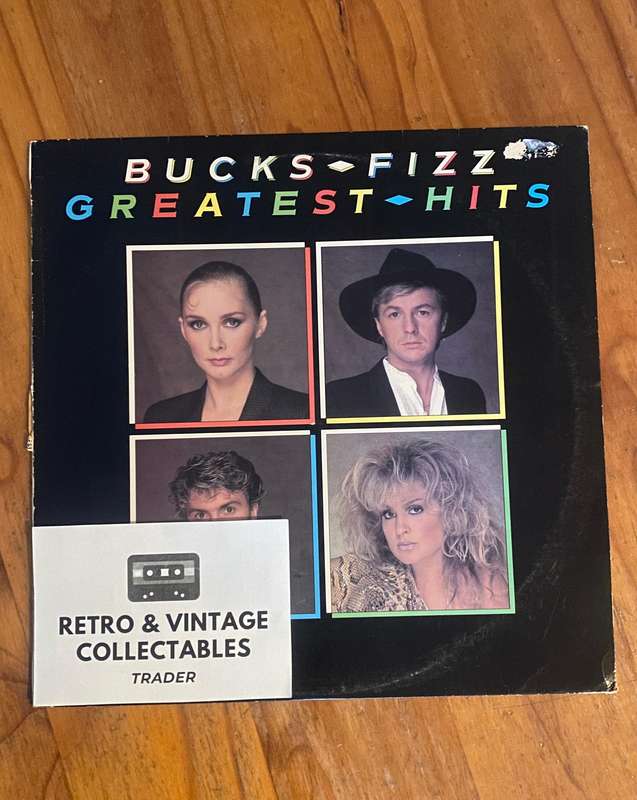 BUCKS FIZZ
GREATEST HITS
RETRO & VINTAGE
COLLECTABLES
TRADER